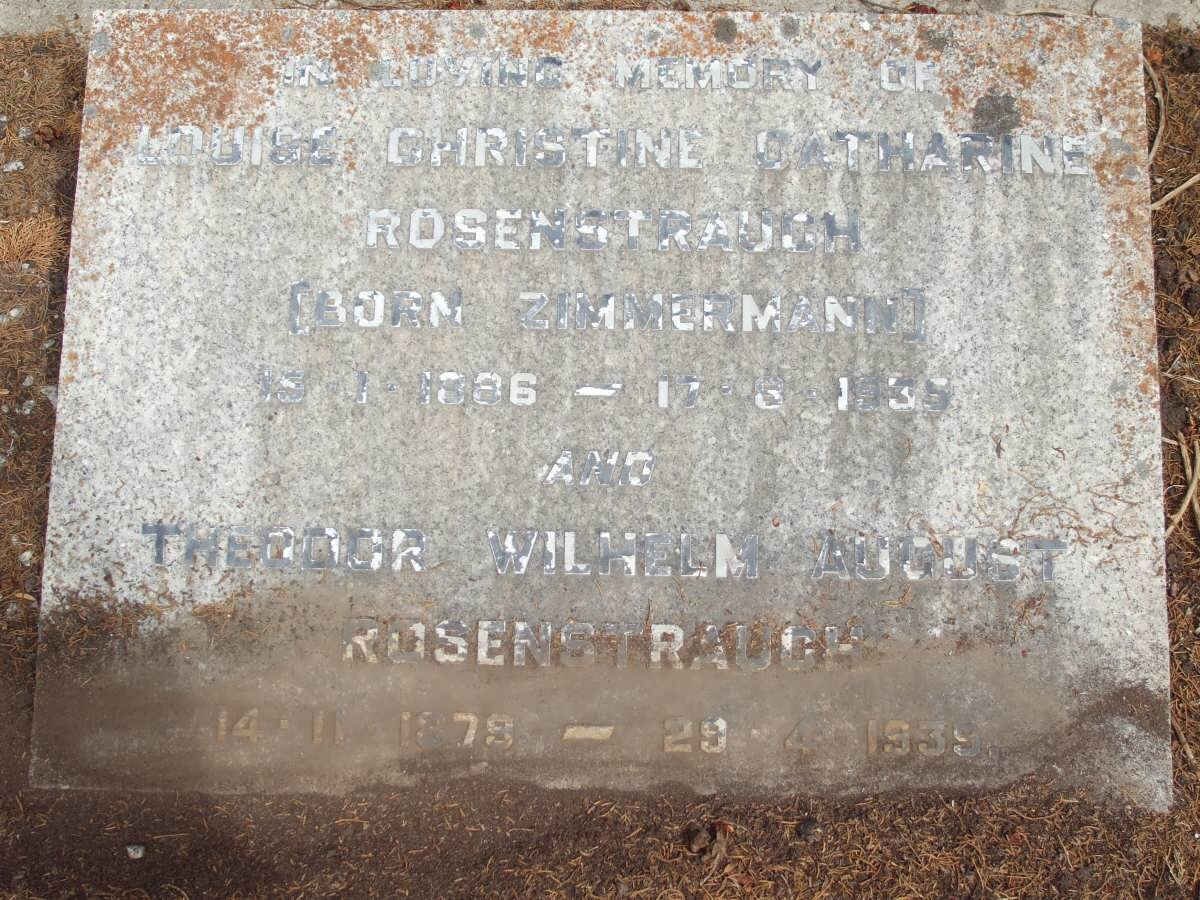 IN LOVING MEMORY OF
LOUISE CHRISTINE CATHARINE
ROSENSTRAUCH
[BORN ZIMMERMANN]
15·1·1886 — 17·8·1935
AND
THEODOR WILHELM AUGUST
ROSENSTRAUCH
14·11·1879 — 29·4·1939.